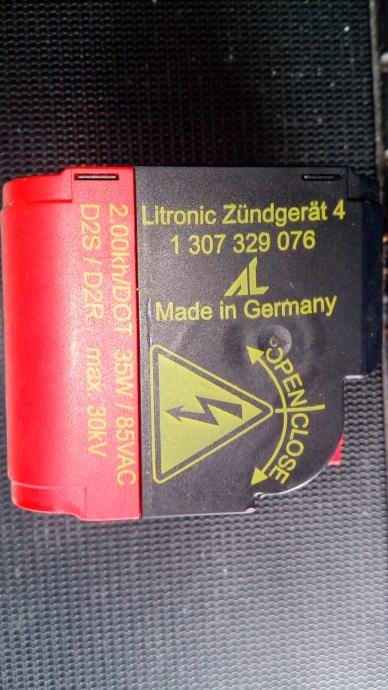 Litronic Zündgerät 4
1 307 329 076
AL
Made in Germany
OPEN CLOSE
2.00kh/DOT 35W / 85VAC
D2S / D2R max. 30kV